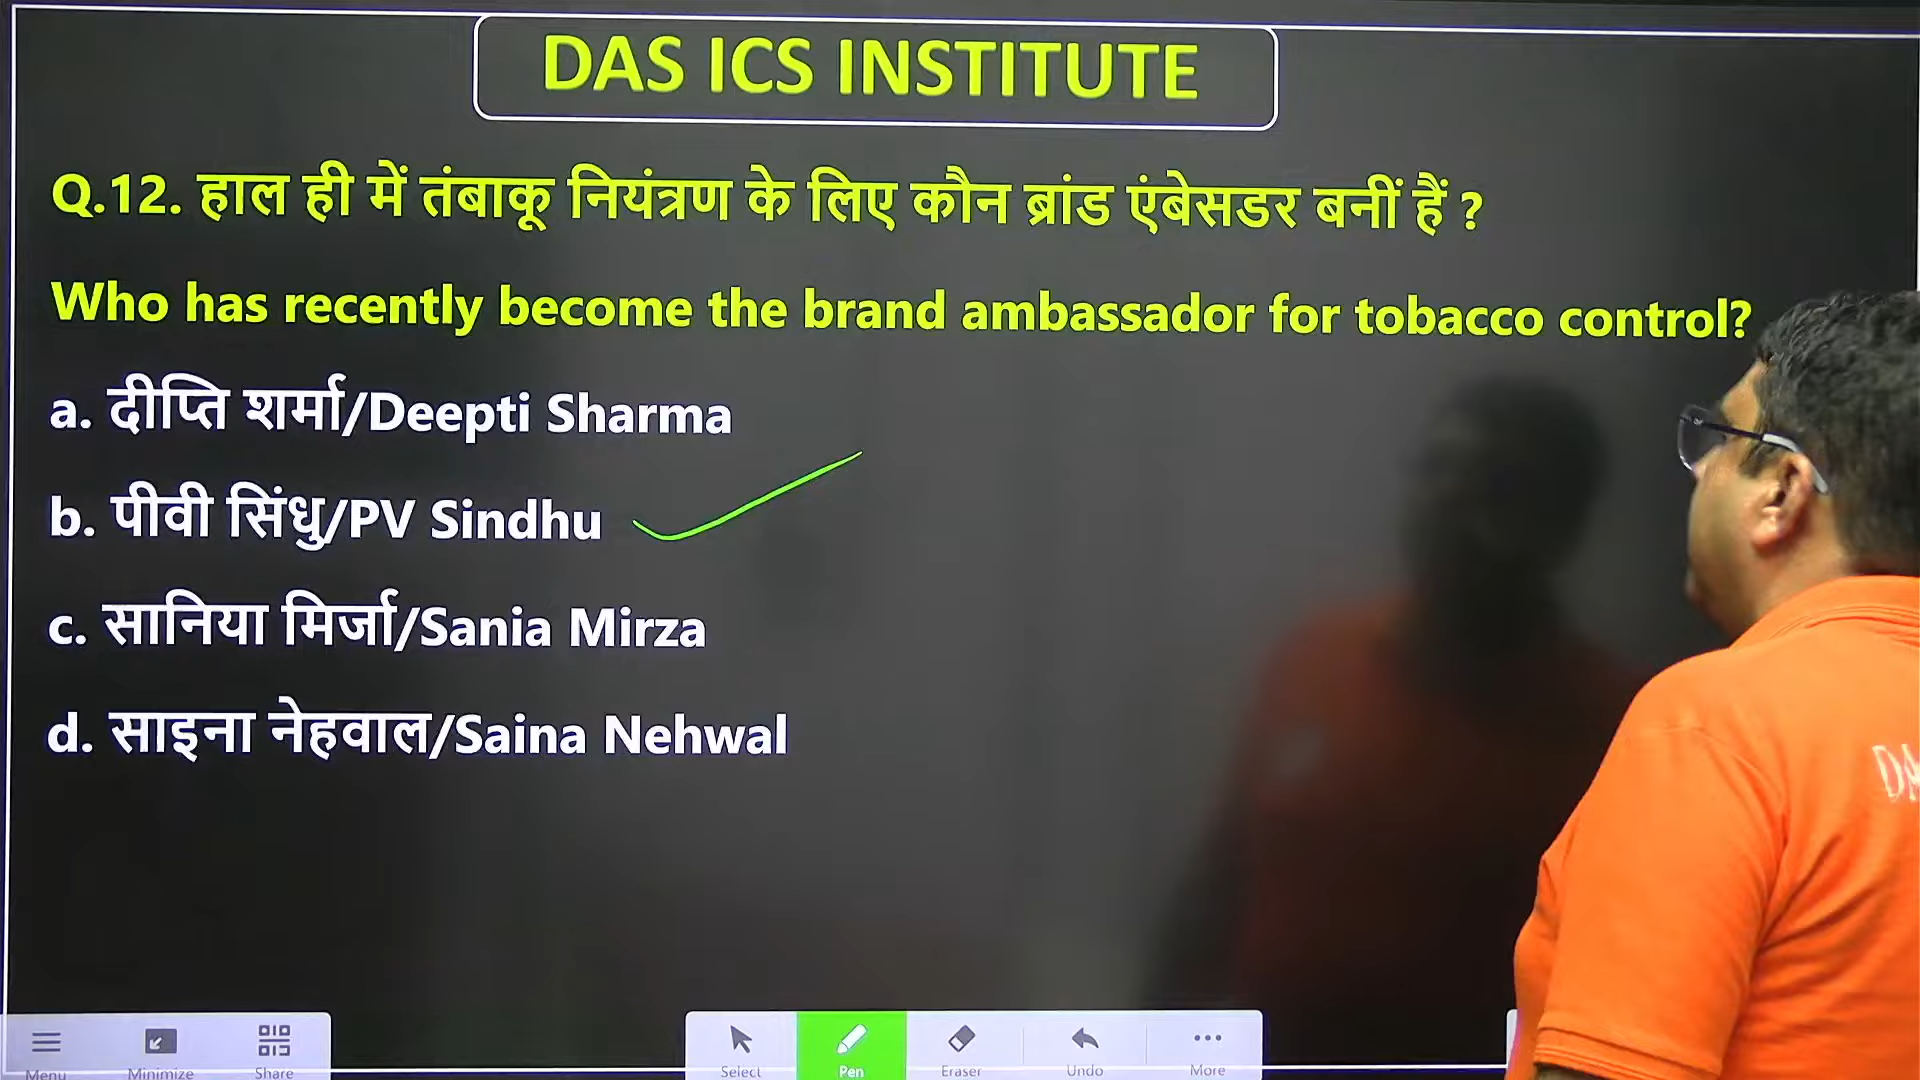 DAS ICS INSTITUTE
Q.12. हाल ही में तंबाकू नियंत्रण के लिए कौन ब्रांड एंबेसडर बनीं हैं ?
Who has recently become the brand ambassador for tobacco control?
a. दीप्ति शर्मा/Deepti Sharma
b. पीवी सिंधु/PV Sindhu
c. सानिया मिर्जा/Sania Mirza
d. साइना नेहवाल/Saina Nehwal
DA
Menu Minimize Share Select Pen Eraser Undo More